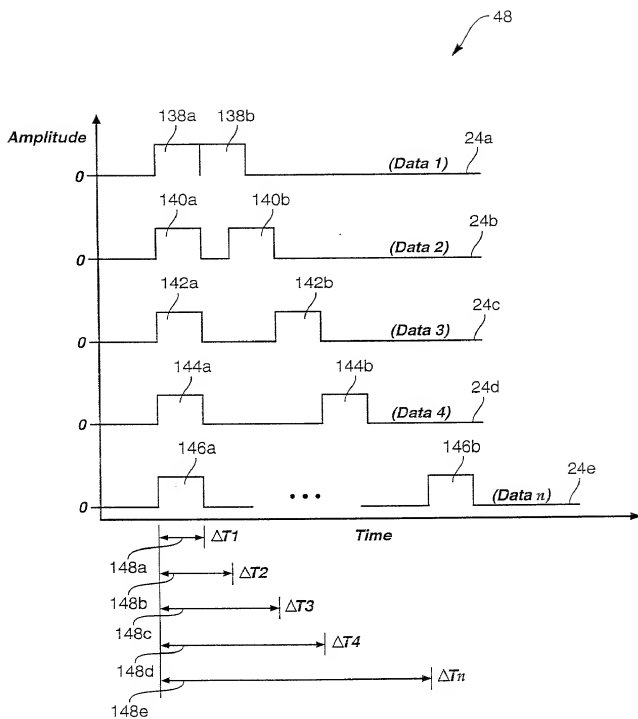 48
138a 138b
Amplitude
24a
(Data 1)
0
140a 140b
24b
(Data 2)
0
142a 142b
24c
(Data 3)
0
144a 144b
24d
(Data 4)
0
146a 146b
24e
(Data n)
• • •
0
Time
ΔT1
148a
ΔT2
148b
ΔT3
148c
ΔT4
148d
ΔTn
148e